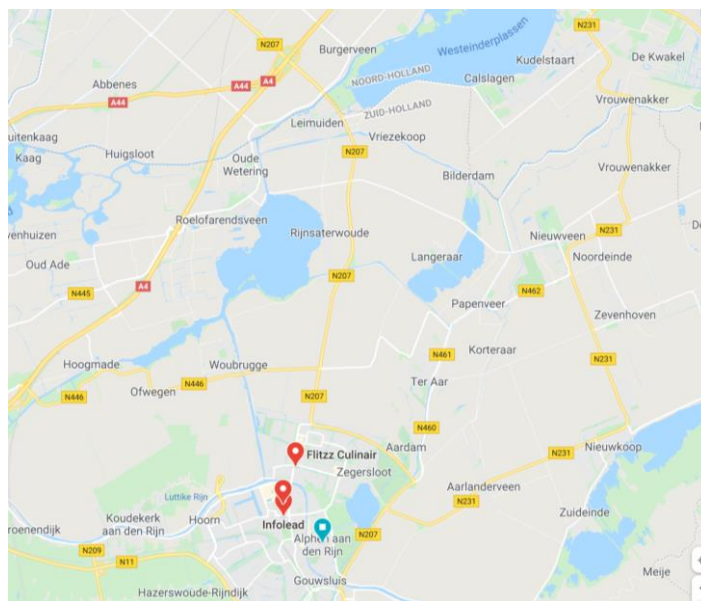 N207
N231
Burgerveen
Westeinderplassen
Kudelstaart
De Kwakel
NOORD-HOLLAND
Abbenes
A44
A4
Calslagen
A44
ZUID-HOLLAND
Vrouwenakker
Leimuiden
Vriezekoop
uitenkaag
Kaag
Huigsloot
Oude
Wetering
N207
Bilderdam
Vrouwenakker
Roelofarendsveen
Rijnsaterwoude
Nieuwveen
N231
venhuizen
Oud Ade
Langeraar
Noordeinde
N207
A4
N445
N462
Papenveer
Zevenhoven
Hoogmade
Woubrugge
N461
Korteraar
N231
N446
Ofwegen
N446
N207
Ter Aar
N460
Aardam
Nieuwkoop
Flitzz Culinair
N231
Zegersloot
Aarlanderveen
N231
Luttike Rijn
Zuideinde
Koudekerk
aan den Rijn
Hoorn
Infolead
roenendijk
Alphen aan
den Rijn
N207
N209
N11
Gouwsluis
Meije
Hazerswoude-Rijndijk